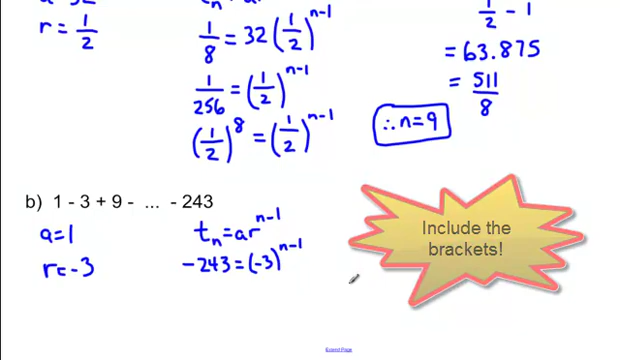 r = 1/2
1/8 = 32 (1/2)^(n-1)
1/256 = (1/2)^(n-1)
(1/2)^8 = (1/2)^(n-1)
1/2 - 1
= 63.875
= 511/8
∴ n = 9
b) 1 - 3 + 9 - ... - 243
a = 1
r = -3
t_n = ar^(n-1)
-243 = (-3)^(n-1)
Include the
brackets!